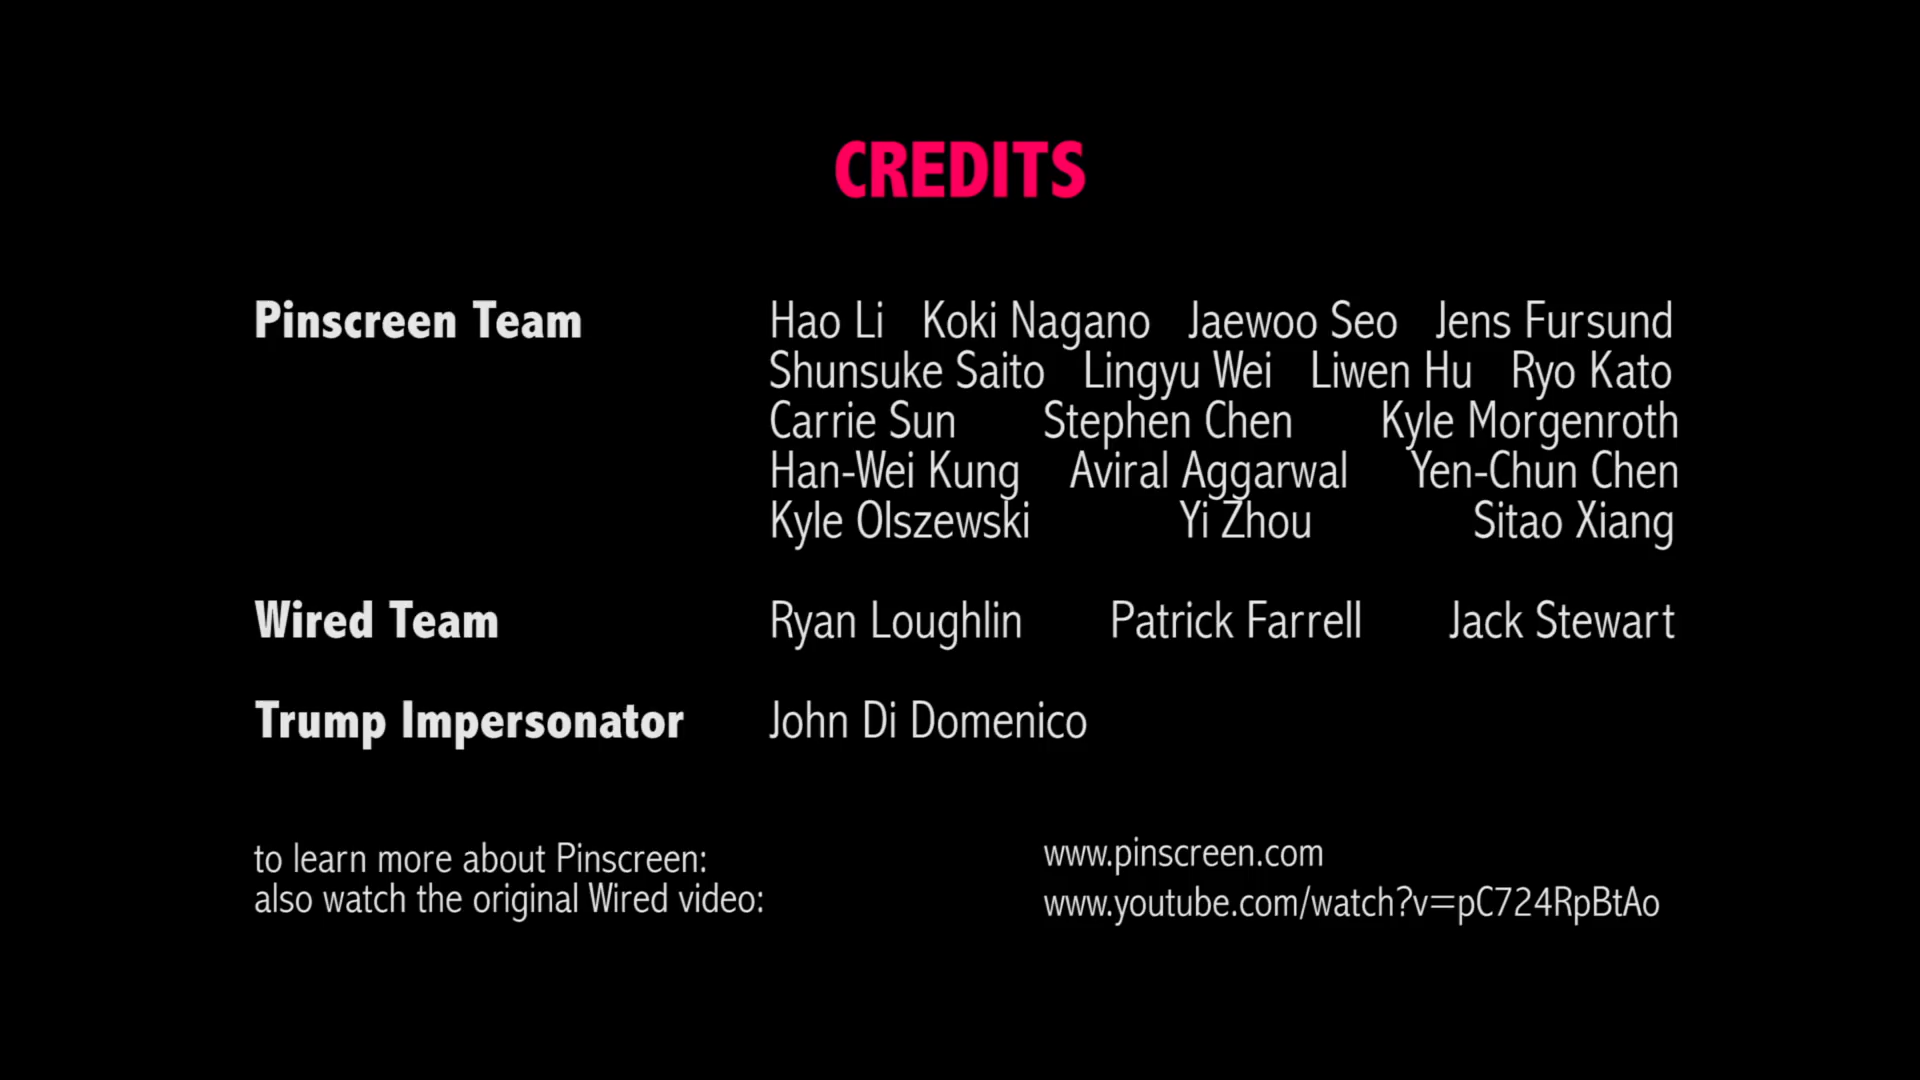 CREDITS
Pinscreen Team Hao Li Koki Nagano Jaewoo Seo Jens Fursund
Shunsuke Saito Lingyu Wei Liwen Hu Ryo Kato
Carrie Sun Stephen Chen Kyle Morgenroth
Han-Wei Kung Aviral Aggarwal Yen-Chun Chen
Kyle Olszewski Yi Zhou Sitao Xiang
Wired Team Ryan Loughlin Patrick Farrell Jack Stewart
Trump Impersonator John Di Domenico
to learn more about Pinscreen: www.pinscreen.com
also watch the original Wired video: www.youtube.com/watch?v=pC724RpBtAo